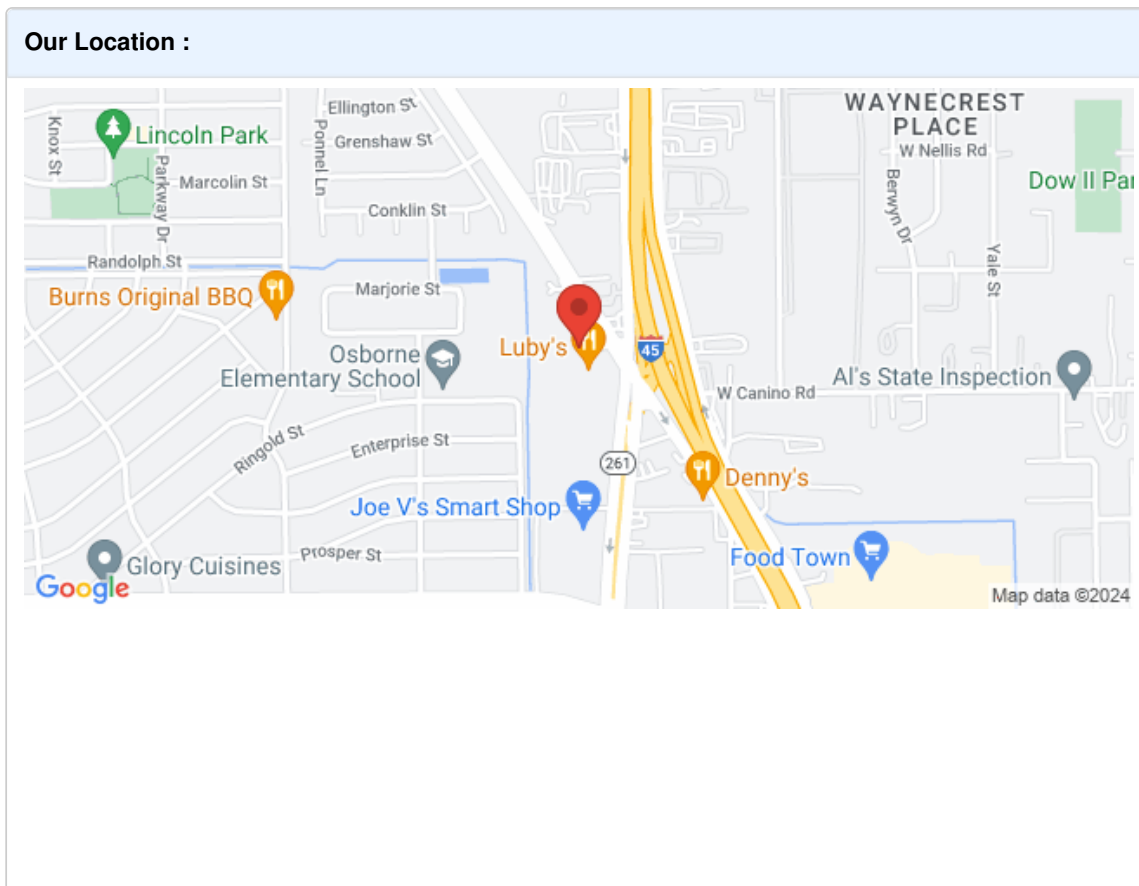 Our Location :
Ellington St
WAYNECREST
PLACE
Knox St
Lincoln Park
Ponnel Ln
Grenshaw St
W Nellis Rd
Parkway Dr
Marcolin St
Berwyn Dr
Dow II Par
Conklin St
Randolph St
Yale St
Burns Original BBQ
Marjorie St
Luby's
45
Osborne
Elementary School
Al's State Inspection
W Canino Rd
Ringold St
Enterprise St
261
Denny's
Joe V's Smart Shop
Prosper St
Food Town
Glory Cuisines
Google
Map data ©2024